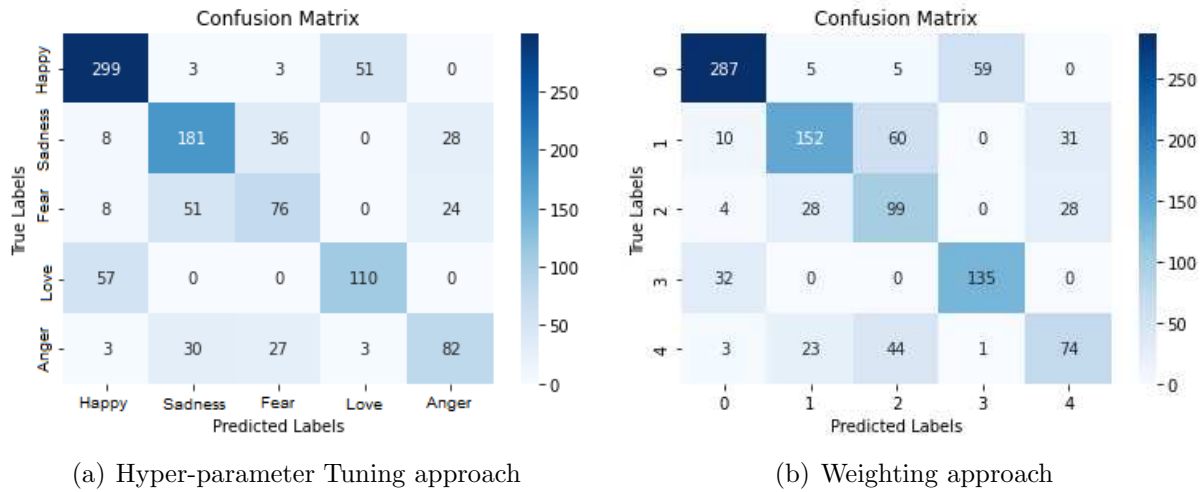 Confusion Matrix
True Labels
Happy 299 3 3 51 0
Sadness 8 181 36 0 28
Fear 8 51 76 0 24
Love 57 0 0 110 0
Anger 3 30 27 3 82
Happy Sadness Fear Love Anger
Predicted Labels
250
200
150
100
50
0
(a) Hyper-parameter Tuning approach
Confusion Matrix
True Labels
0 287 5 5 59 0
1 10 152 60 0 31
2 4 28 99 0 28
3 32 0 0 135 0
4 3 23 44 1 74
0 1 2 3 4
Predicted Labels
250
200
150
100
50
0
(b) Weighting approach